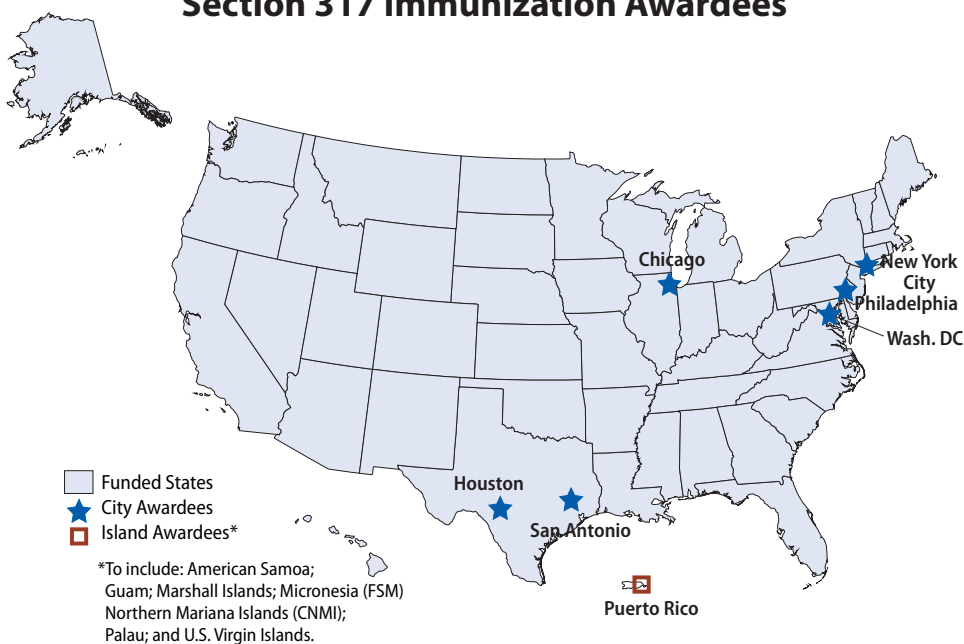 Section 317 Immunization Awardees
Chicago
New York
City
Philadelphia
Wash. DC
Houston
San Antonio
Puerto Rico
Funded States
City Awardees
Island Awardees*
*To include: American Samoa;
Guam; Marshall Islands; Micronesia (FSM)
Northern Mariana Islands (CNMI);
Palau; and U.S. Virgin Islands.